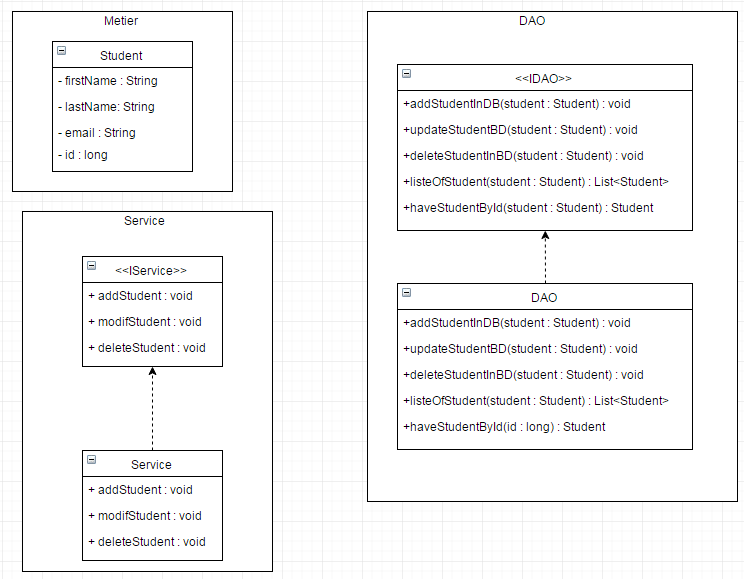 Metier
Student
- firstName : String
- lastName: String
- email : String
- id : long
Service
<<IService>>
+ addStudent : void
+ modifStudent : void
+ deleteStudent : void
Service
+ addStudent : void
+ modifStudent : void
+ deleteStudent : void
DAO
<<IDAO>>
+addStudentInDB(student : Student) : void
+updateStudentBD(student : Student) : void
+deleteStudentInBD(student : Student) : void
+listeOfStudent(student : Student) : List<Student>
+haveStudentById(student : Student) : Student
DAO
+addStudentInDB(student : Student) : void
+updateStudentBD(student : Student) : void
+deleteStudentInBD(student : Student) : void
+listeOfStudent(student : Student) : List<Student>
+haveStudentById(id : long) : Student